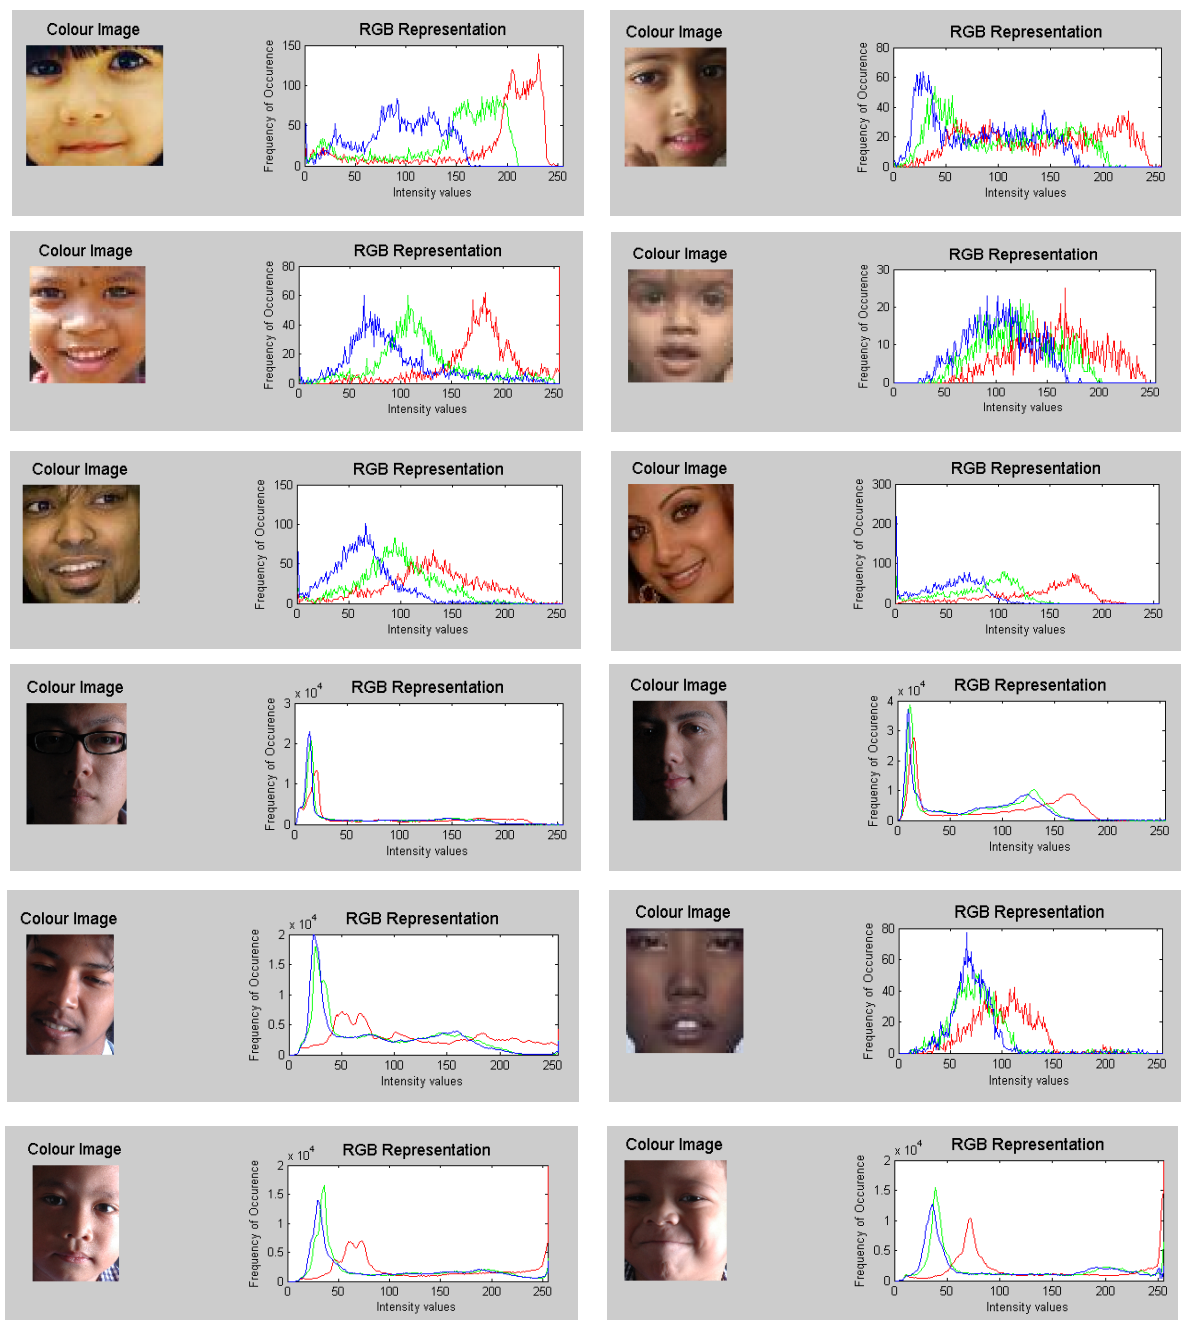 Colour Image
RGB Representation
Frequency of Occurence
150
100
50
0
0 50 100 150 200 250
Intensity values
Colour Image
RGB Representation
Frequency of Occurence
80
60
40
20
0
0 50 100 150 200 250
Intensity values
Colour Image
RGB Representation
Frequency of Occurence
80
60
40
20
0
0 50 100 150 200 250
Intensity values
Colour Image
RGB Representation
Frequency of Occurence
30
20
10
0
0 50 100 150 200 250
Intensity values
Colour Image
RGB Representation
Frequency of Occurence
150
100
50
0
0 50 100 150 200 250
Intensity values
Colour Image
RGB Representation
Frequency of Occurence
300
200
100
0
0 50 100 150 200 250
Intensity values
Colour Image
x 10^4
RGB Representation
Frequency of Occurence
3
2
1
0
0 50 100 150 200 250
Intensity values
Colour Image
x 10^4
RGB Representation
Frequency of Occurence
4
3
2
1
0
0 50 100 150 200 250
Intensity values
Colour Image
x 10^4
RGB Representation
Frequency of Occurence
2
1.5
1
0.5
0
0 50 100 150 200 250
Intensity values
Colour Image
RGB Representation
Frequency of Occurence
80
60
40
20
0
0 50 100 150 200 250
Intensity values
Colour Image
x 10^4
RGB Representation
Frequency of Occurence
2
1.5
1
0.5
0
0 50 100 150 200 250
Intensity values
Colour Image
x 10^4
RGB Representation
Frequency of Occurence
2
1.5
1
0.5
0
0 50 100 150 200 250
Intensity values